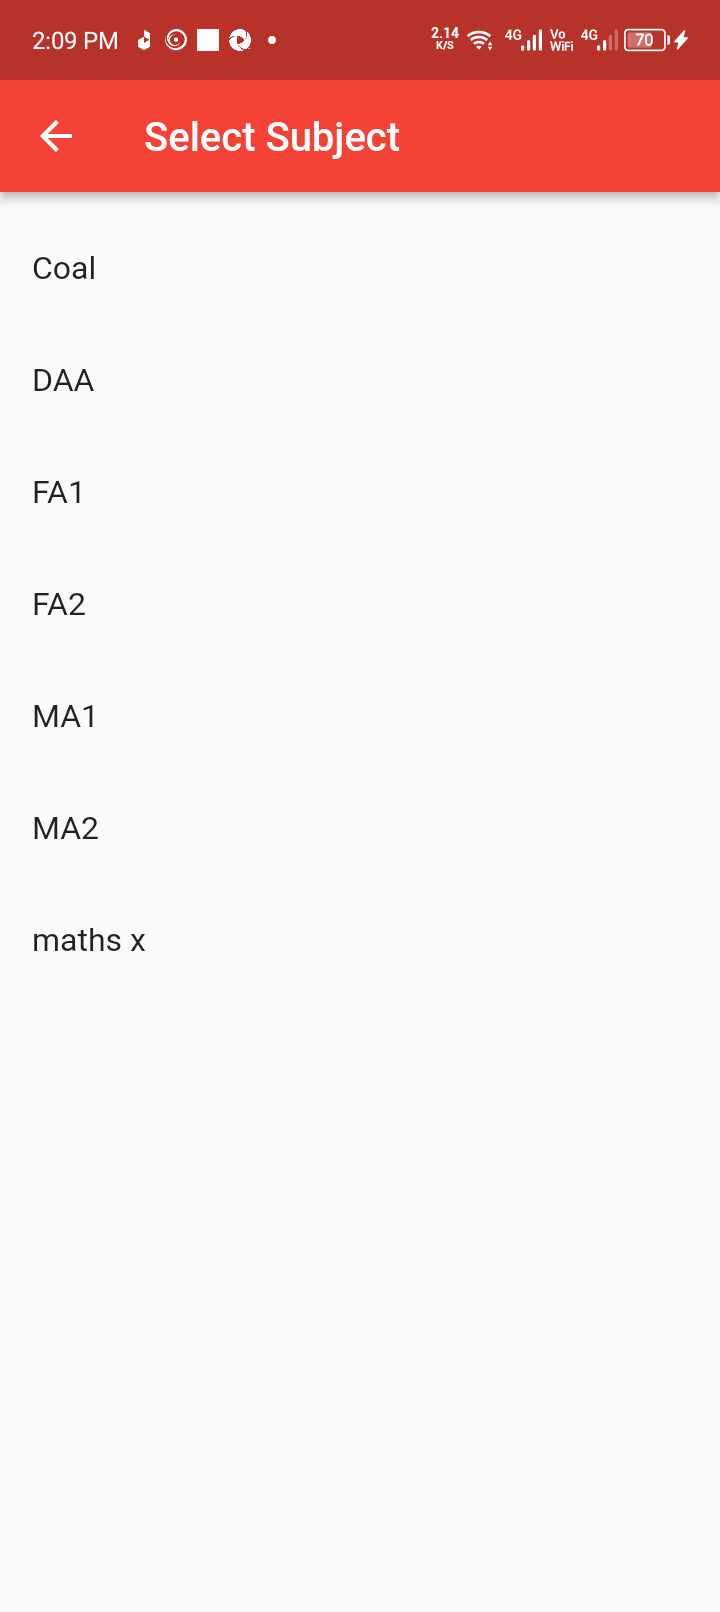 2:09 PM 2.14 K/S 4G Vo WiFi 4G 70
Select Subject
Coal
DAA
FA1
FA2
MA1
MA2
maths x